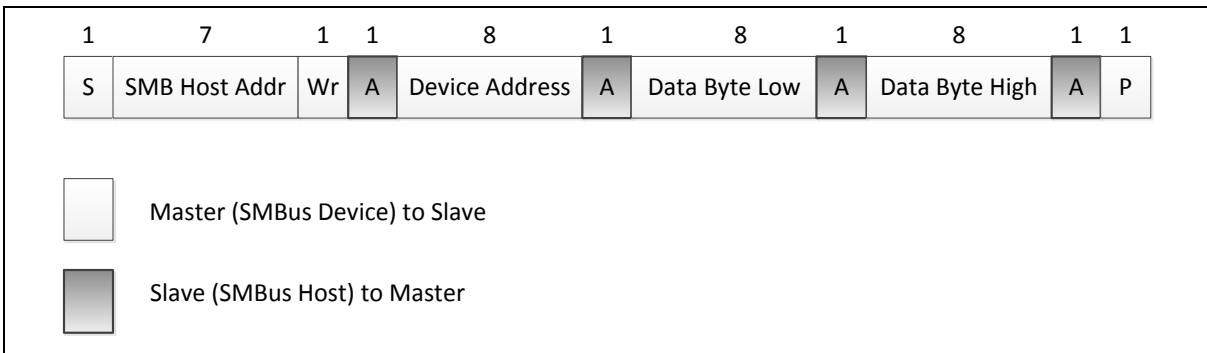 1 7 1 1 8 1 8 1 8 1 1
S SMB Host Addr Wr A Device Address A Data Byte Low A Data Byte High A P
Master (SMBus Device) to Slave
Slave (SMBus Host) to Master